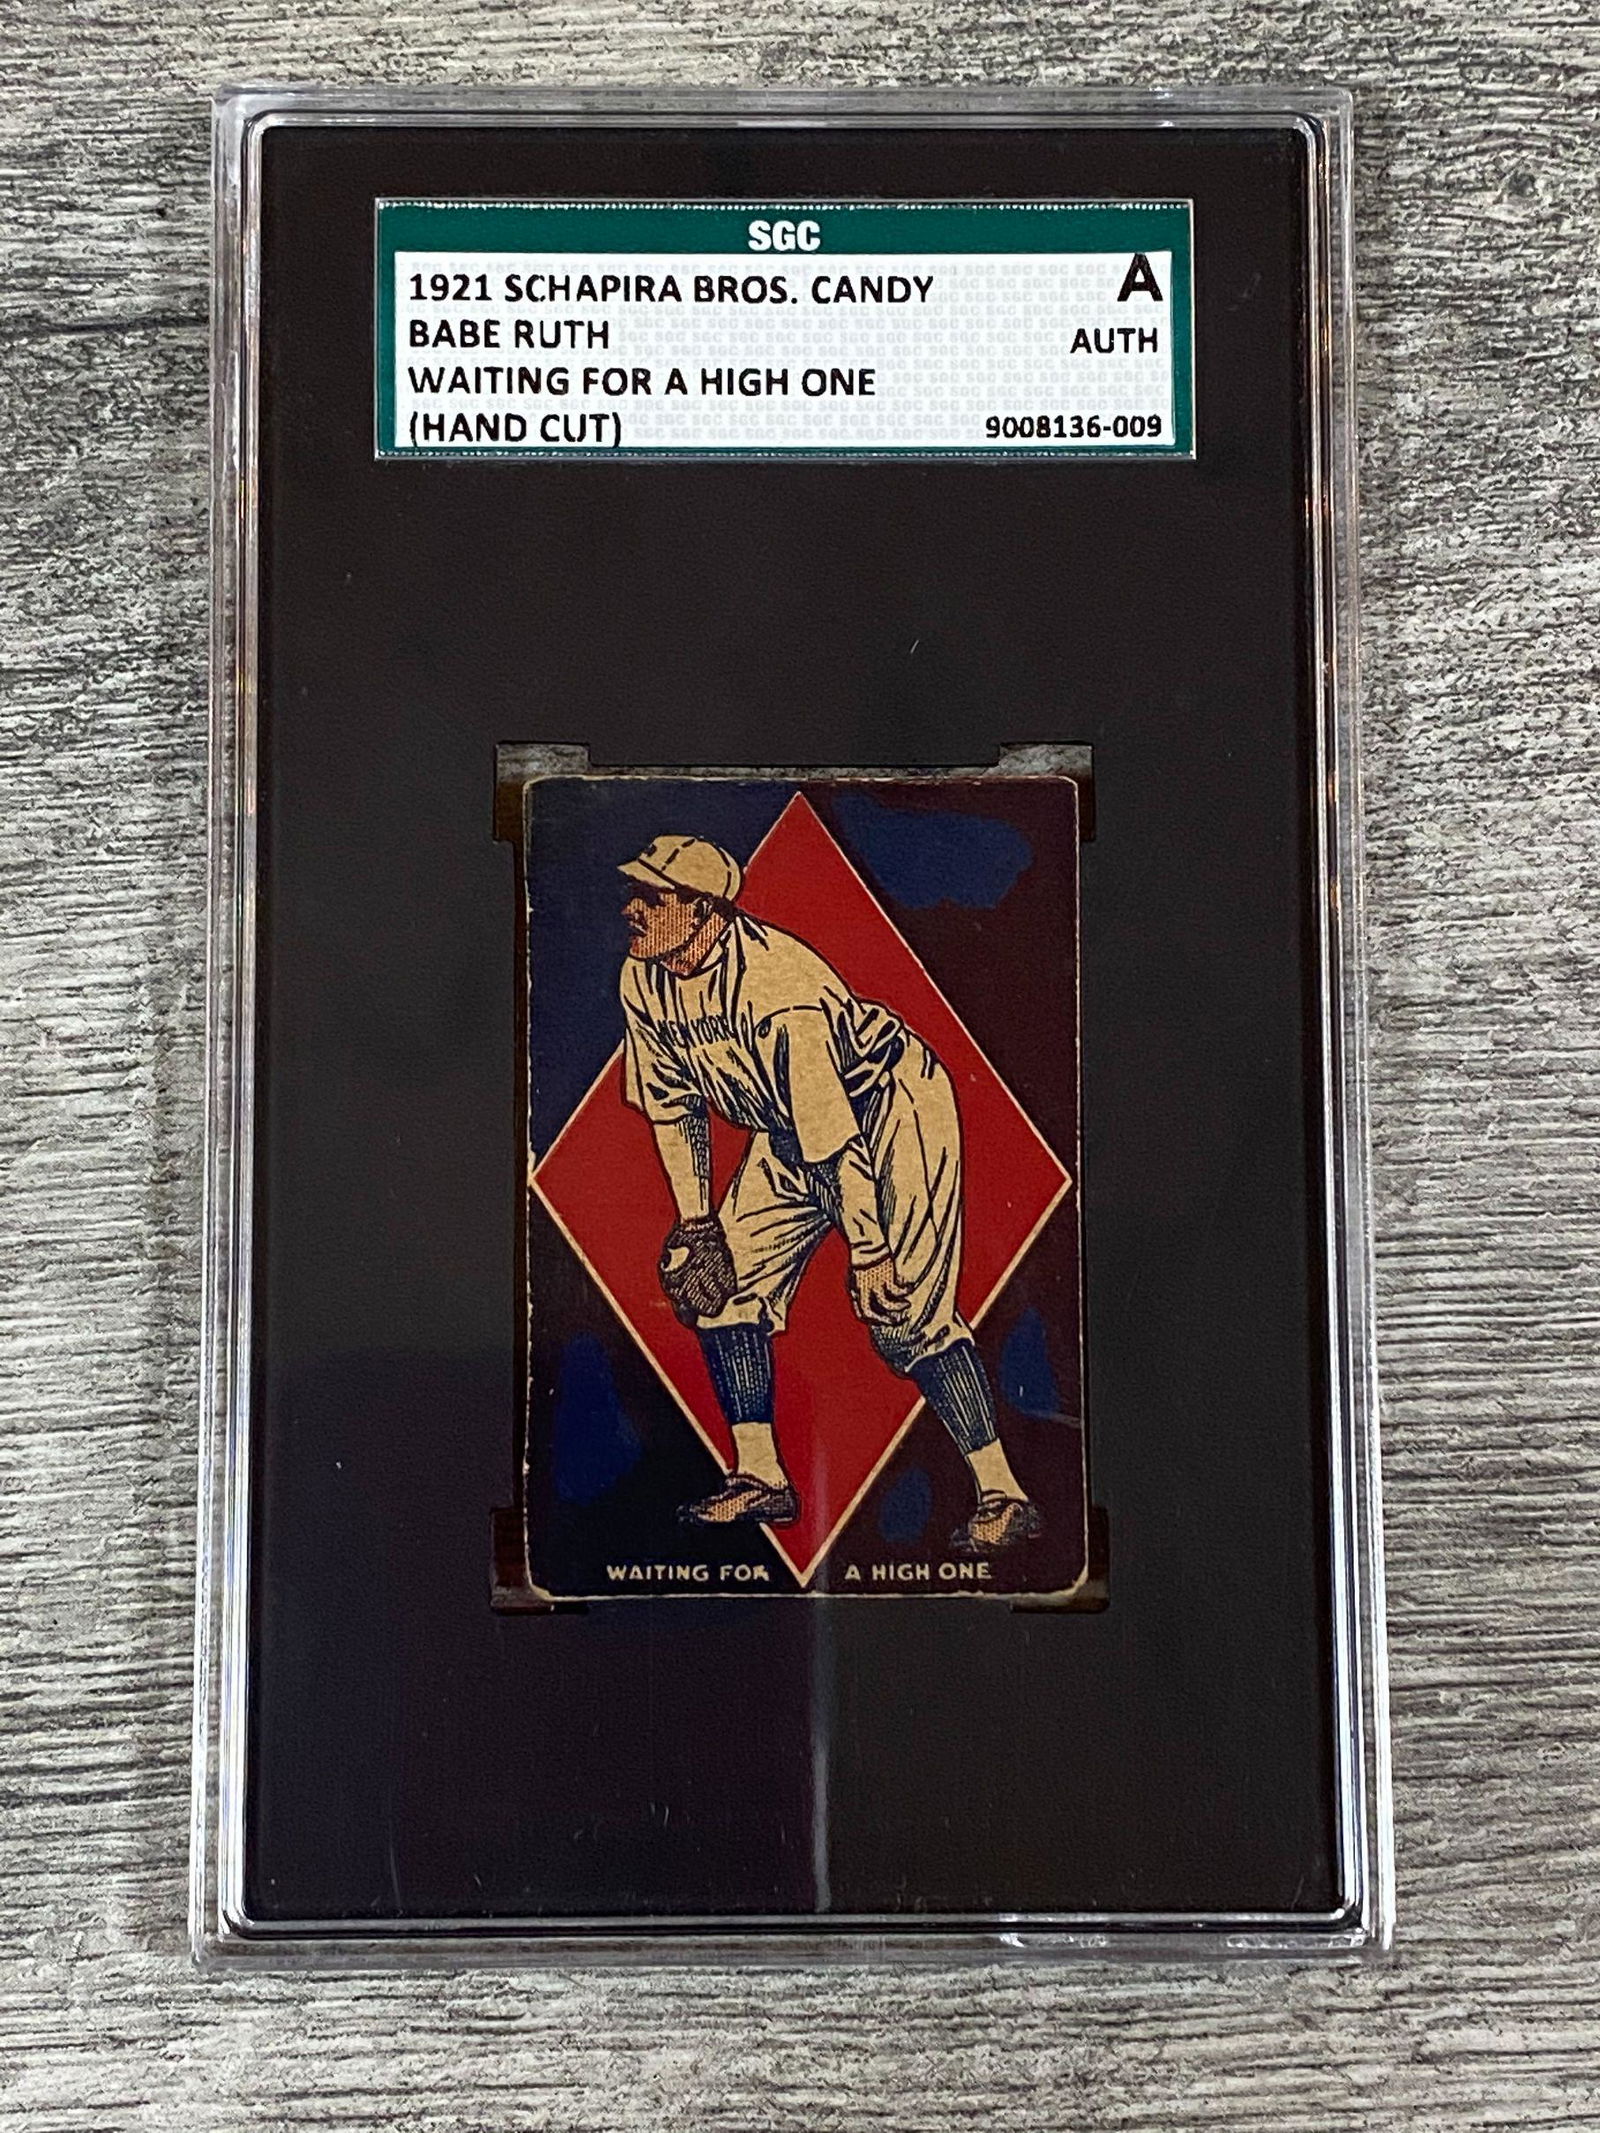 SGC
1921 SCHAPIRA BROS. CANDY A
BABE RUTH AUTH
WAITING FOR A HIGH ONE
(HAND CUT) 9008136-009
NEW YORK
WAITING FOR A HIGH ONE